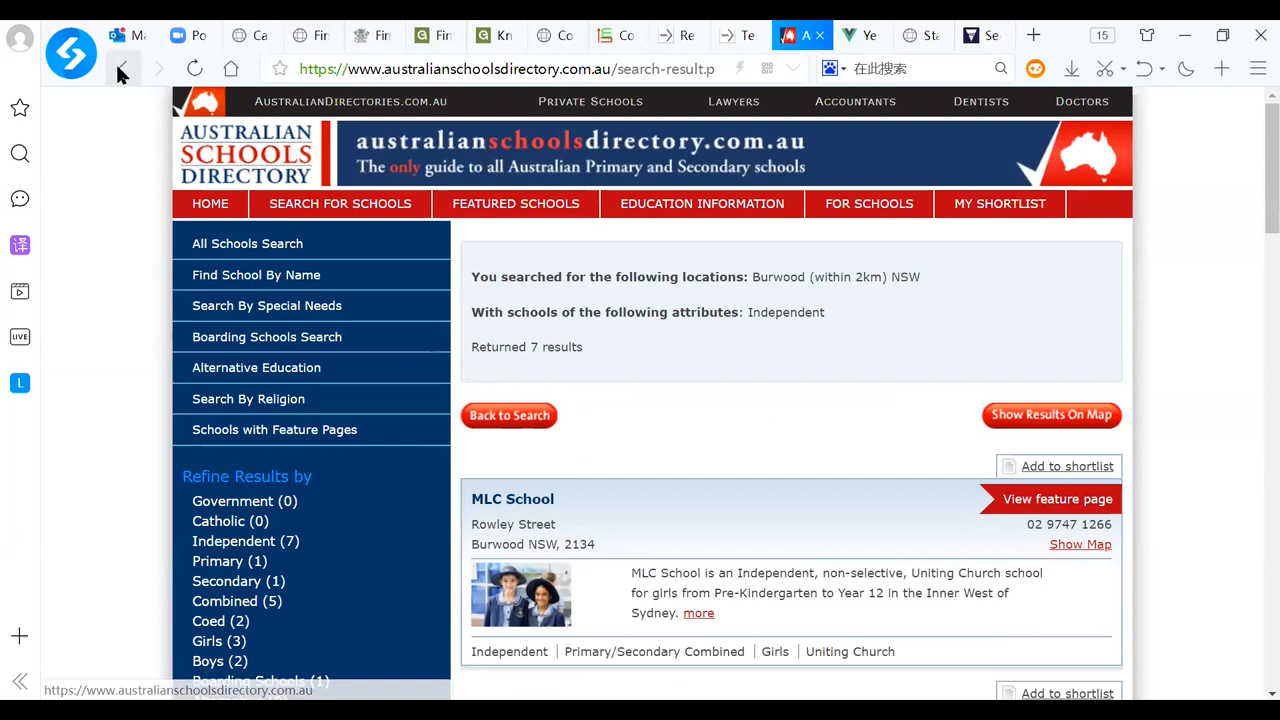 Ma
Po
Ca
Fin
Fin
Fin
Kn
Co
Co
Re
Te
A
Ye
Sta
Se
15
https://www.australianschoolsdirectory.com.au/search-result.p
在此搜索
AUSTRALIANDIRECTORIES.COM.AU
PRIVATE SCHOOLS
LAWYERS
ACCOUNTANTS
DENTISTS
DOCTORS
AUSTRALIAN
SCHOOLS
DIRECTORY
australianschoolsdirectory.com.au
The only guide to all Australian Primary and Secondary schools
HOME
SEARCH FOR SCHOOLS
FEATURED SCHOOLS
EDUCATION INFORMATION
FOR SCHOOLS
MY SHORTLIST
译
LIVE
L
All Schools Search
Find School By Name
Search By Special Needs
Boarding Schools Search
Alternative Education
Search By Religion
Schools with Feature Pages
Refine Results by
Government (0)
Catholic (0)
Independent (7)
Primary (1)
Secondary (1)
Combined (5)
Coed (2)
Girls (3)
Boys (2)
Boarding Schools (1)
You searched for the following locations: Burwood (within 2km) NSW
With schools of the following attributes: Independent
Returned 7 results
Back to Search
Show Results On Map
Add to shortlist
MLC School
View feature page
Rowley Street
02 9747 1266
Burwood NSW, 2134
Show Map
MLC School is an Independent, non-selective, Uniting Church school
for girls from Pre-Kindergarten to Year 12 in the Inner West of
Sydney. more
Independent | Primary/Secondary Combined | Girls | Uniting Church
Add to shortlist
https://www.australianschoolsdirectory.com.au